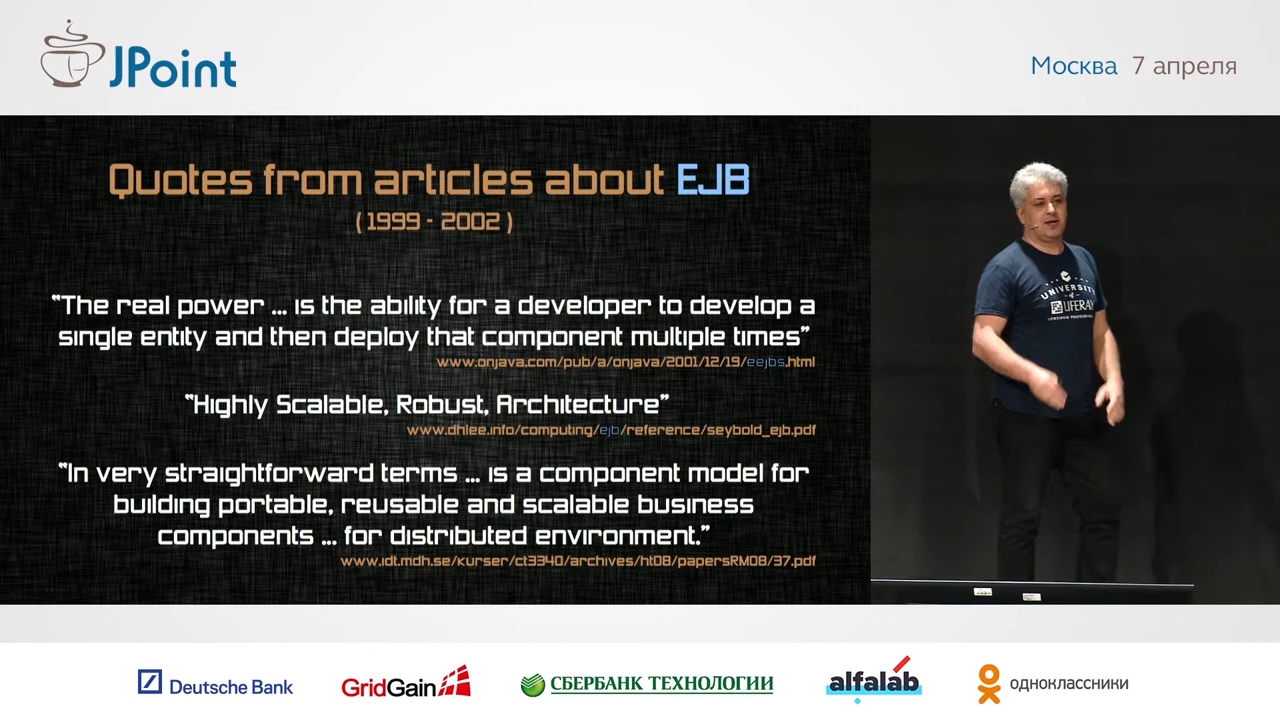 JPoint
Москва 7 апреля
Quotes from articles about EJB
( 1999 - 2002 )
“The real power ... is the ability for a developer to develop a
single entity and then deploy that component multiple times”
www.onjava.com/pub/a/onjava/2001/12/19/eejbs.html
“Highly Scalable, Robust, Architecture”
www.dhlee.info/computing/ejb/reference/seybold_ejb.pdf
“In very straightforward terms ... is a component model for
building portable, reusable and scalable business
components ... for distributed environment.”
www.idt.mdh.se/kurser/ct3340/archives/ht08/papersRM08/37.pdf
UNIVERSITY
of
LIFERAY
Deutsche Bank
GridGain
СБЕРБАНК ТЕХНОЛОГИИ
alfalab
одноклассники